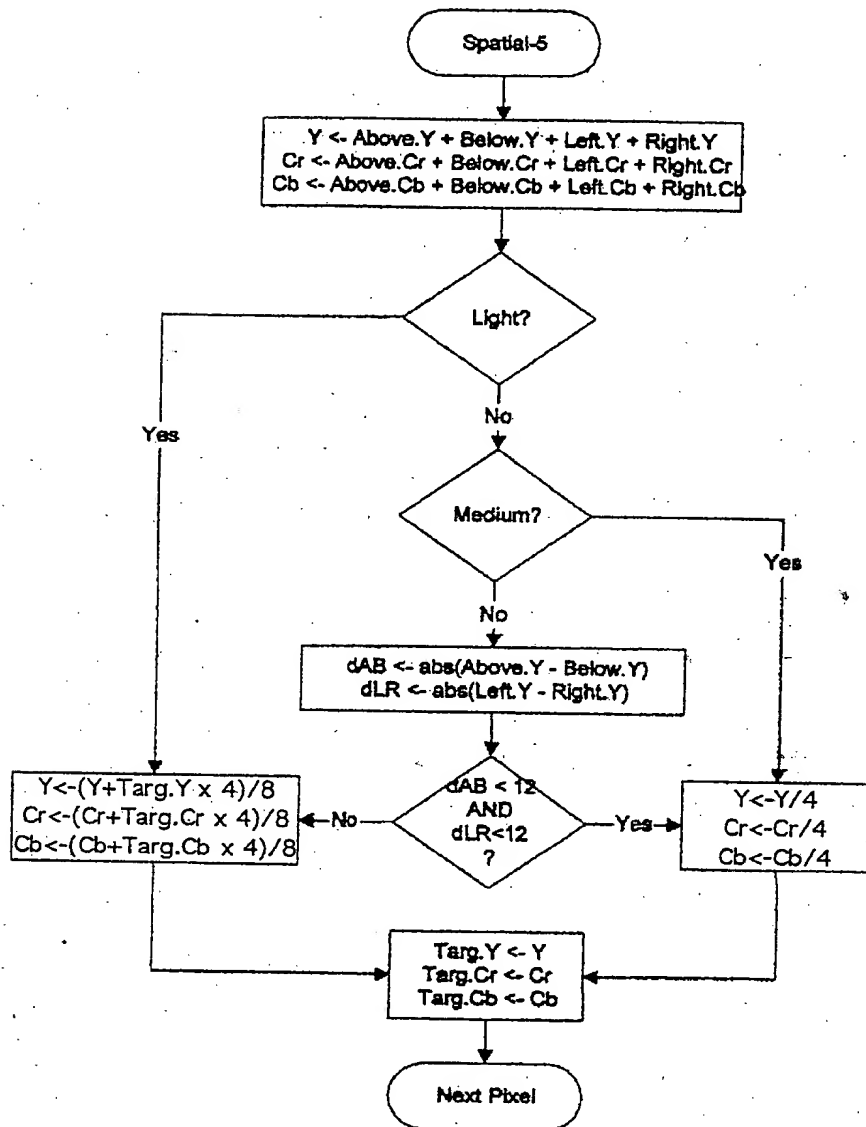 Spatial-5
Y <- Above.Y + Below.Y + Left.Y + Right.Y
Cr <- Above.Cr + Below.Cr + Left.Cr + Right.Cr
Cb <- Above.Cb + Below.Cb + Left.Cb + Right.Cb
Light?
No
Yes
Medium?
Yes
No
dAB <- abs(Above.Y - Below.Y)
dLR <- abs(Left.Y - Right.Y)
Y<-(Y+Targ.Y x 4)/8
Cr<-(Cr+Targ.Cr x 4)/8
Cb<-(Cb+Targ.Cb x 4)/8
No
dAB < 12
AND
dLR<12
?
Yes
Y<-Y/4
Cr<-Cr/4
Cb<-Cb/4
Targ.Y <- Y
Targ.Cr <- Cr
Targ.Cb <- Cb
Next Pixel